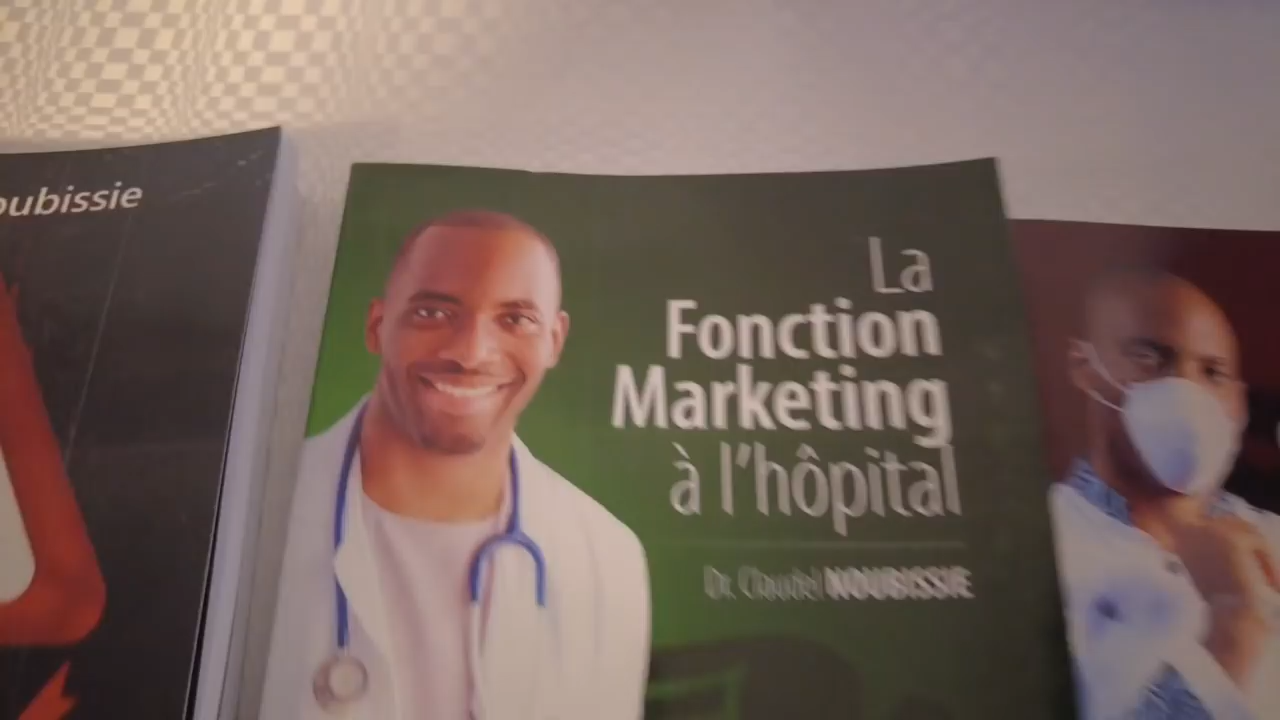 oubissie
La
Fonction
Marketing
à l'hôpital
Dr. Claudel NOUBISSIE